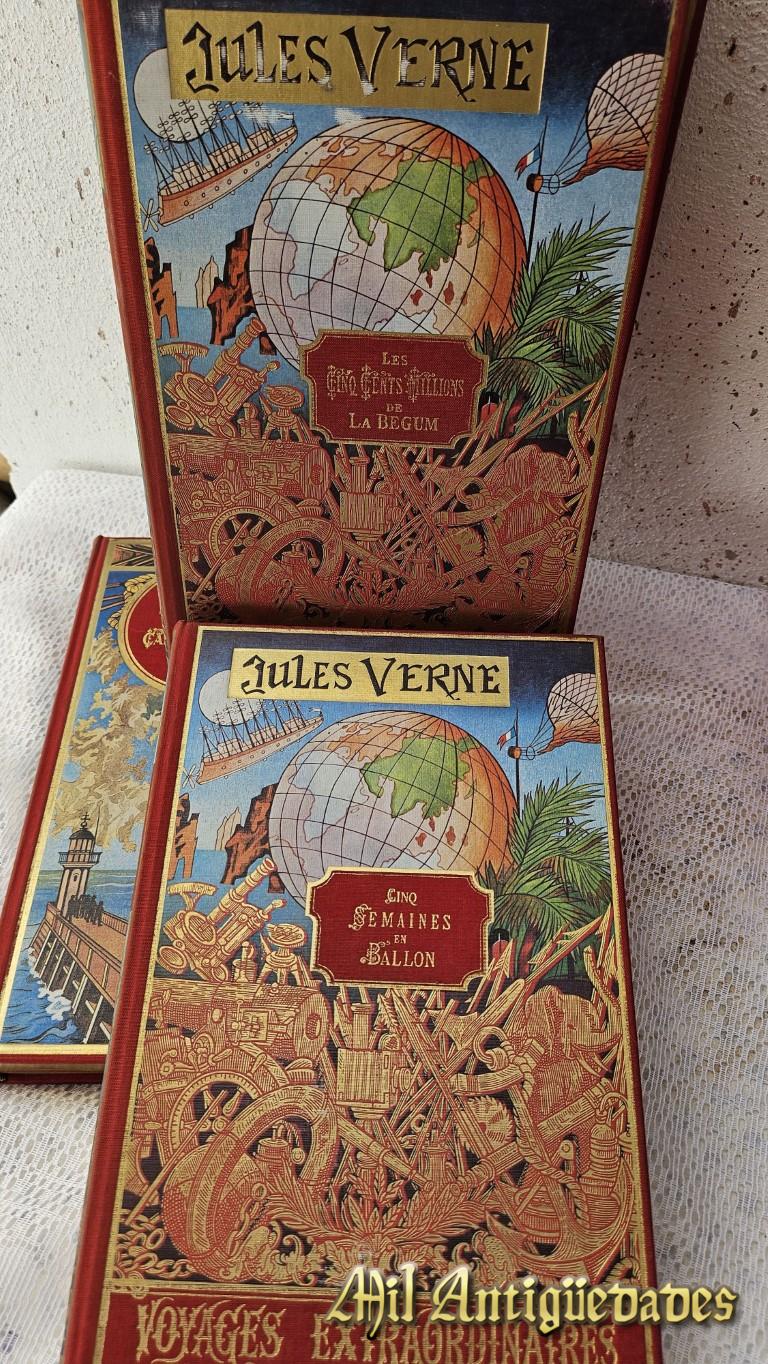 JULES VERNE
LES
CINQ CENTS MILLIONS
DE
LA BEGUM
JULES VERNE
CINQ
SEMAINES
EN
BALLON
VOYAGES EXTRAORDINAIRES
Mil Antigüedades